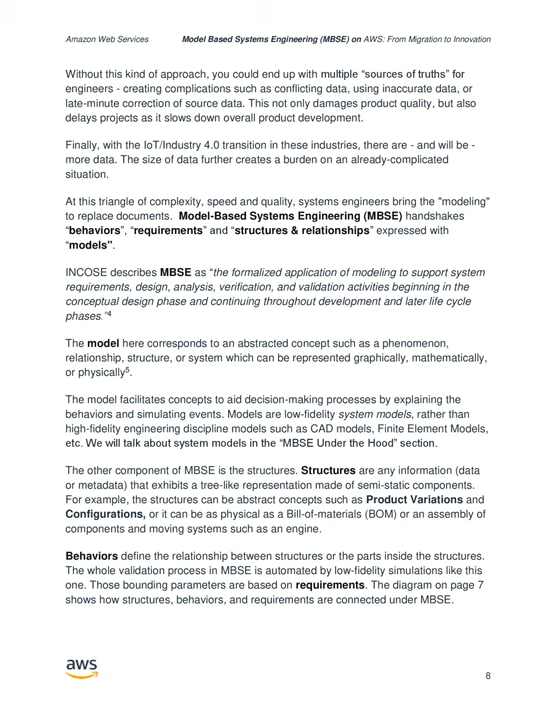 Amazon Web Services Model Based Systems Engineering (MBSE) on AWS: From Migration to Innovation
Without this kind of approach, you could end up with multiple “sources of truths” for
engineers - creating complications such as conflicting data, using inaccurate data, or
late-minute correction of source data. This not only damages product quality, but also
delays projects as it slows down overall product development.
Finally, with the IoT/Industry 4.0 transition in these industries, there are - and will be -
more data. The size of data further creates a burden on an already-complicated
situation.
At this triangle of complexity, speed and quality, systems engineers bring the "modeling"
to replace documents. Model-Based Systems Engineering (MBSE) handshakes
“behaviors”, “requirements” and “structures & relationships” expressed with
“models".
INCOSE describes MBSE as “the formalized application of modeling to support system
requirements, design, analysis, verification, and validation activities beginning in the
conceptual design phase and continuing throughout development and later life cycle
phases.”4
The model here corresponds to an abstracted concept such as a phenomenon,
relationship, structure, or system which can be represented graphically, mathematically,
or physically5.
The model facilitates concepts to aid decision-making processes by explaining the
behaviors and simulating events. Models are low-fidelity system models, rather than
high-fidelity engineering discipline models such as CAD models, Finite Element Models,
etc. We will talk about system models in the “MBSE Under the Hood” section.
The other component of MBSE is the structures. Structures are any information (data
or metadata) that exhibits a tree-like representation made of semi-static components.
For example, the structures can be abstract concepts such as Product Variations and
Configurations, or it can be as physical as a Bill-of-materials (BOM) or an assembly of
components and moving systems such as an engine.
Behaviors define the relationship between structures or the parts inside the structures.
The whole validation process in MBSE is automated by low-fidelity simulations like this
one. Those bounding parameters are based on requirements. The diagram on page 7
shows how structures, behaviors, and requirements are connected under MBSE.
aws
8